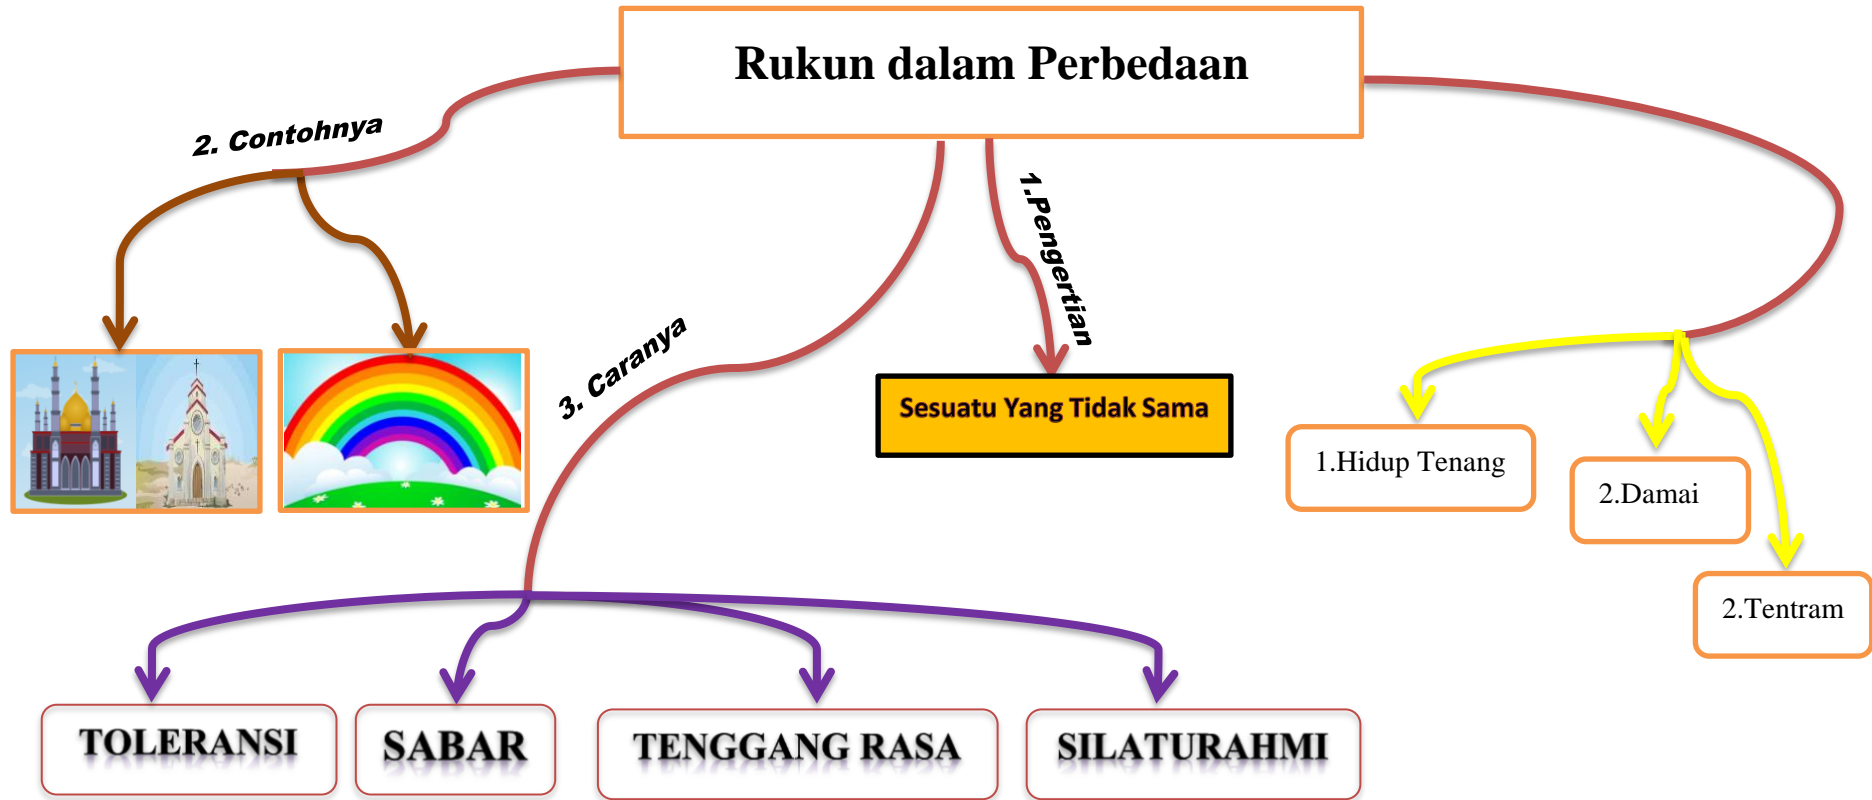 Rukun dalam Perbedaan
2. Contohnya
1.Pengertian
3. Caranya
Sesuatu Yang Tidak Sama
1.Hidup Tenang
2.Damai
2.Tentram
TOLERANSI
SABAR
TENGGANG RASA
SILATURAHMI